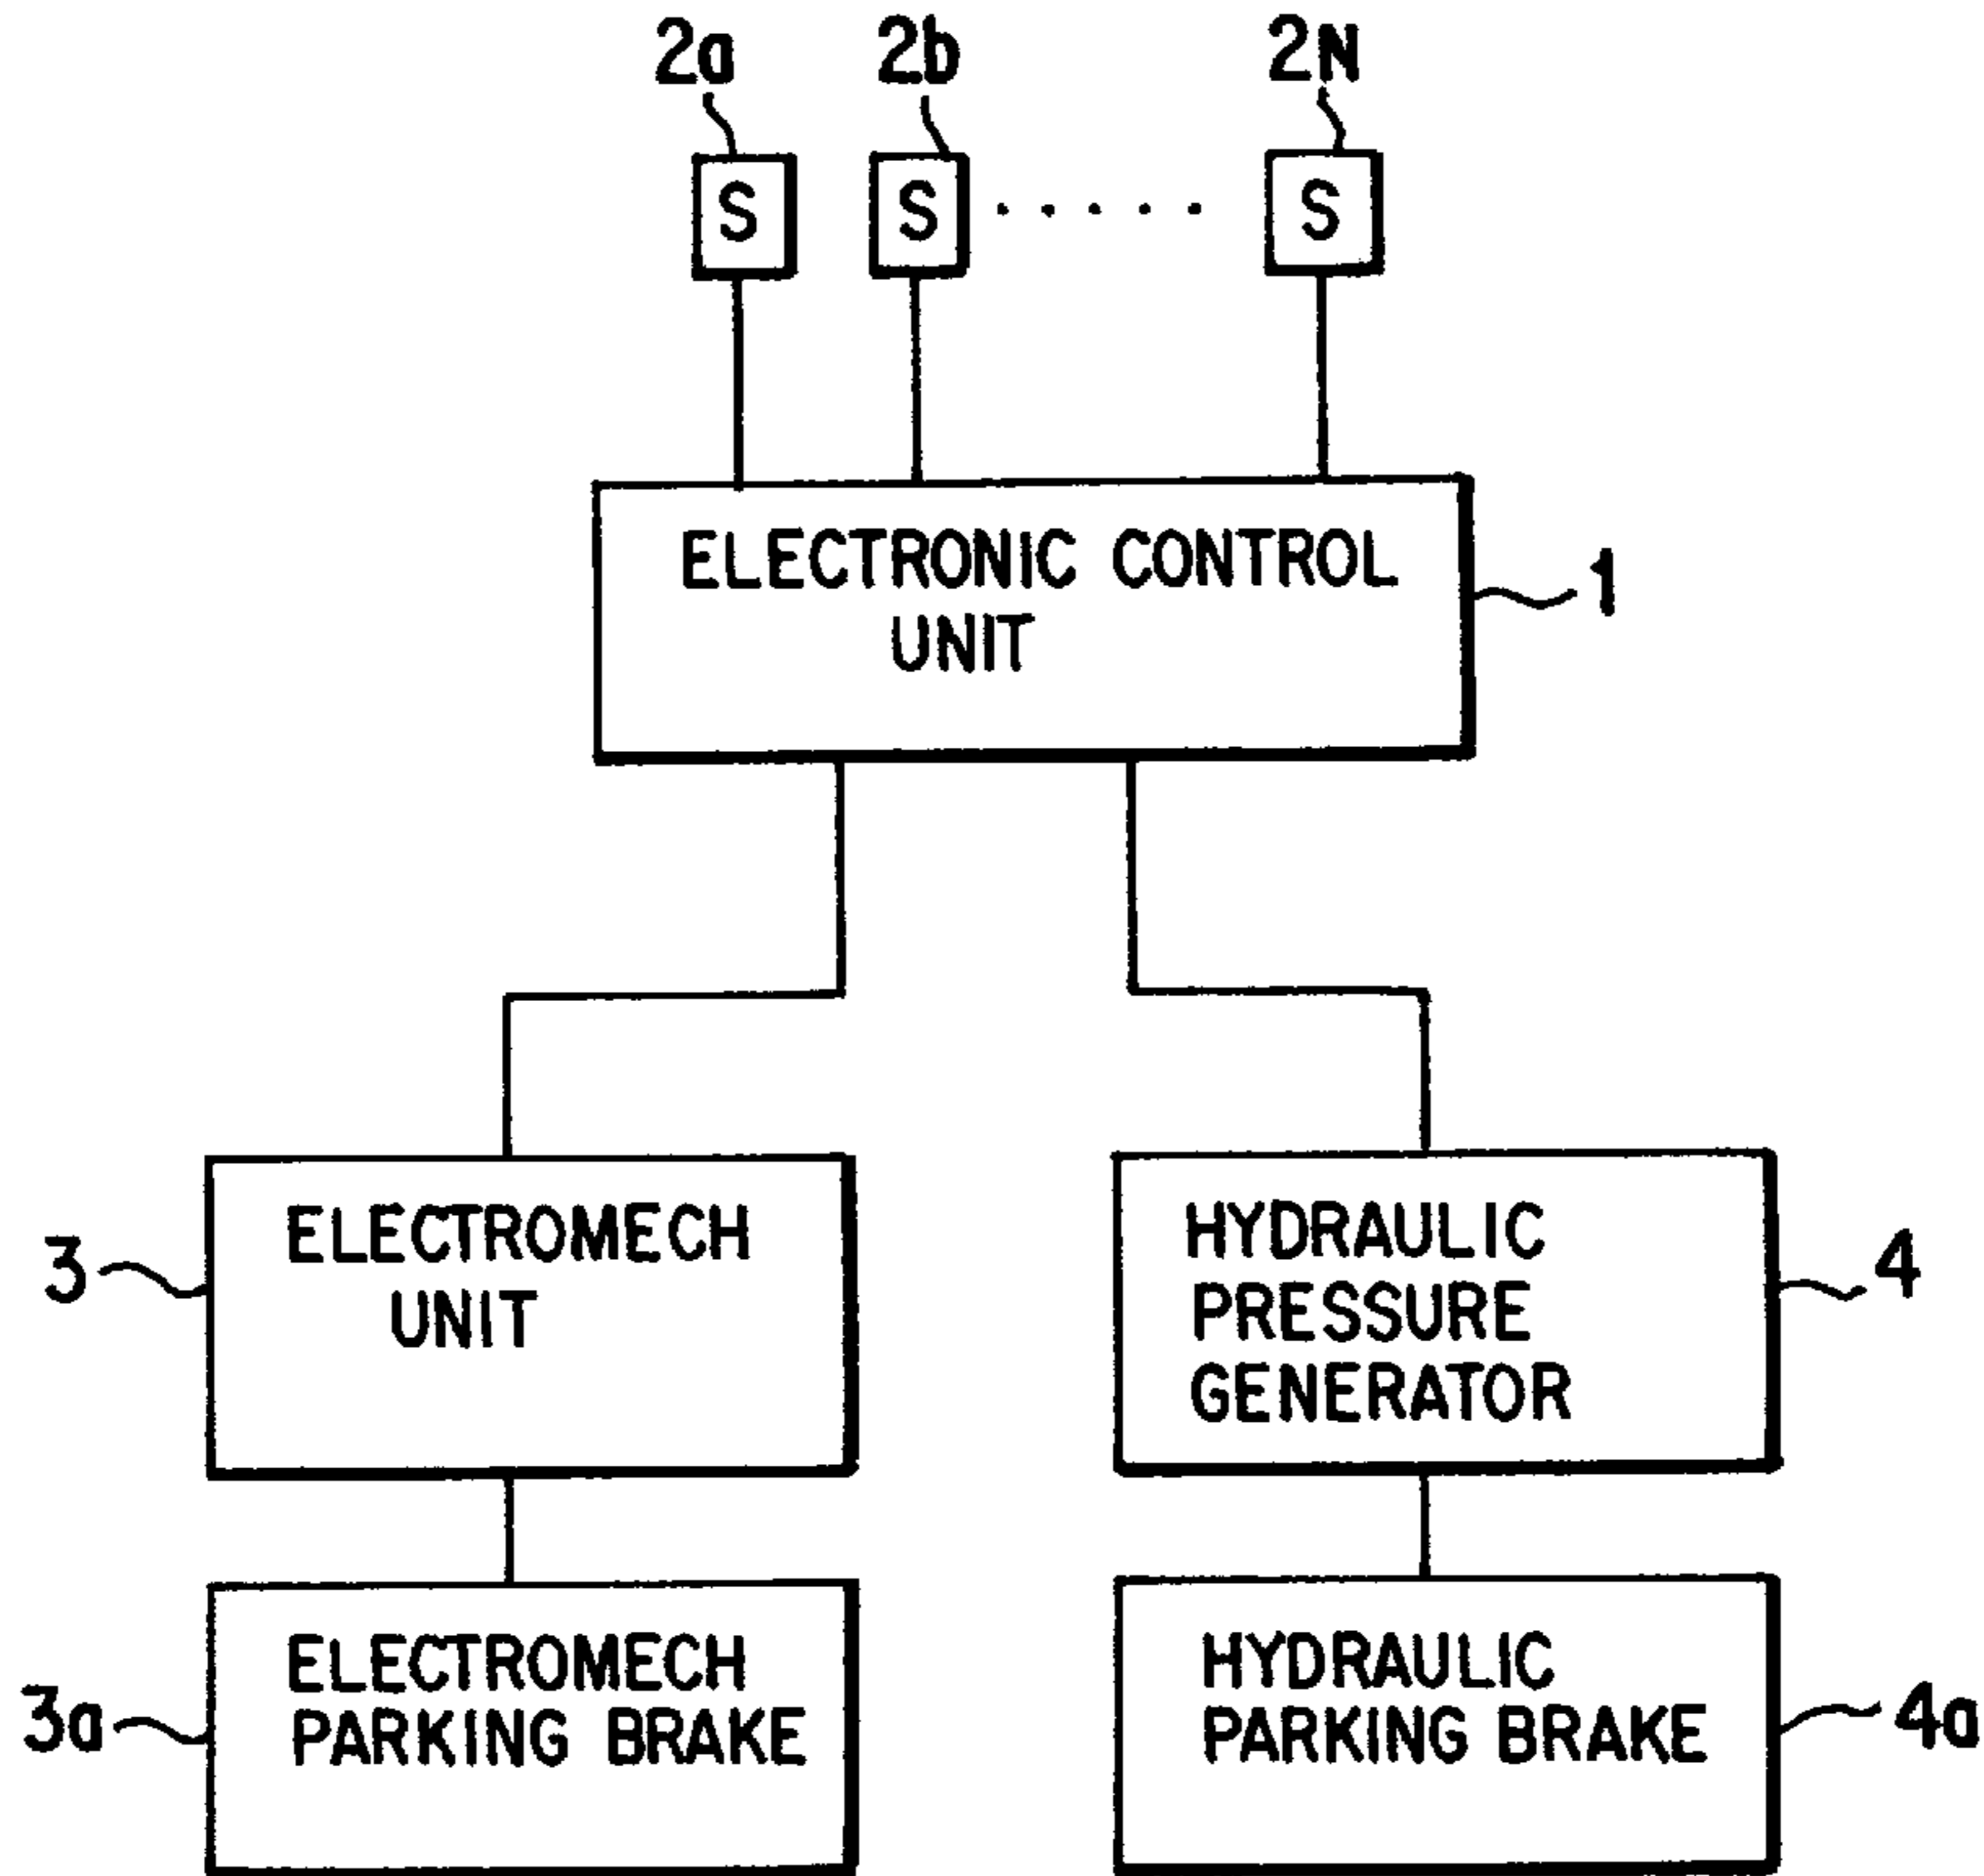 2a 2b 2N
S S ..... S
ELECTRONIC CONTROL
UNIT
1
ELECTROMECH
UNIT
3
HYDRAULIC
PRESSURE
GENERATOR
4
ELECTROMECH
PARKING BRAKE
3a
HYDRAULIC
PARKING BRAKE
4a